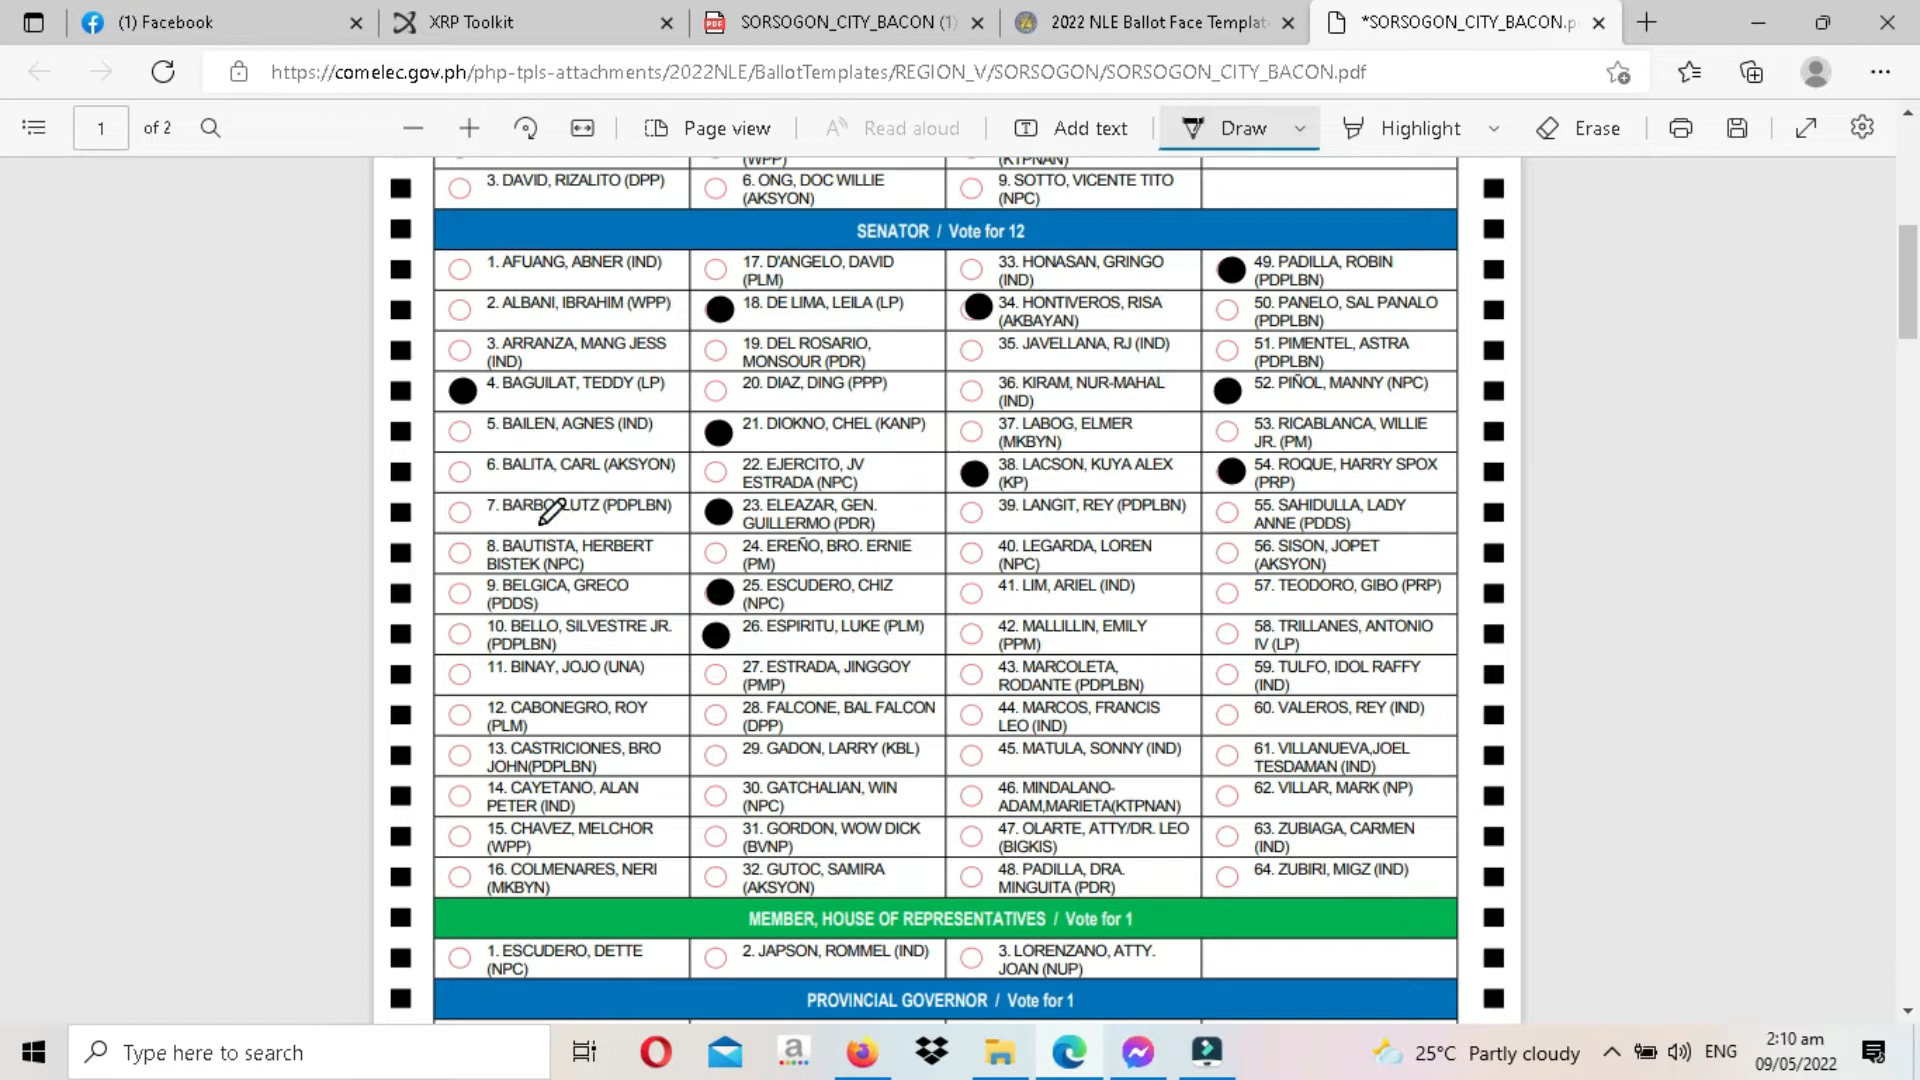 (1) Facebook
XRP Toolkit
SORSOGON_CITY_BACON (1)
2022 NLE Ballot Face Templat
*SORSOGON_CITY_BACON.p
https://comelec.gov.ph/php-tpls-attachments/2022NLE/BallotTemplates/REGION_V/SORSOGON/SORSOGON_CITY_BACON.pdf
1 of 2
Page view
Read aloud
Add text
Draw
Highlight
Erase
(WPP)
(KTPNAN)
3. DAVID, RIZALITO (DPP)
6. ONG, DOC WILLIE
(AKSYON)
9. SOTTO, VICENTE TITO
(NPC)
SENATOR / Vote for 12
1. AFUANG, ABNER (IND)
17. D'ANGELO, DAVID
(PLM)
33. HONASAN, GRINGO
(IND)
49. PADILLA, ROBIN
(PDPLBN)
2. ALBANI, IBRAHIM (WPP)
18. DE LIMA, LEILA (LP)
34. HONTIVEROS, RISA
(AKBAYAN)
50. PANELO, SAL PANALO
(PDPLBN)
3. ARRANZA, MANG JESS
(IND)
19. DEL ROSARIO,
MONSOUR (PDR)
35. JAVELLANA, RJ (IND)
51. PIMENTEL, ASTRA
(PDPLBN)
4. BAGUILAT, TEDDY (LP)
20. DIAZ, DING (PPP)
36. KIRAM, NUR-MAHAL
(IND)
52. PIÑOL, MANNY (NPC)
5. BAILEN, AGNES (IND)
21. DIOKNO, CHEL (KANP)
37. LABOG, ELMER
(MKBYN)
53. RICABLANCA, WILLIE
JR. (PM)
6. BALITA, CARL (AKSYON)
22. EJERCITO, JV
ESTRADA (NPC)
38. LACSON, KUYA ALEX
(KP)
54. ROQUE, HARRY SPOX
(PRP)
7. BARBO, LUTZ (PDPLBN)
23. ELEAZAR, GEN.
GUILLERMO (PDR)
39. LANGIT, REY (PDPLBN)
55. SAHIDULLA, LADY
ANNE (PDDS)
8. BAUTISTA, HERBERT
BISTEK (NPC)
24. EREÑO, BRO. ERNIE
(PM)
40. LEGARDA, LOREN
(NPC)
56. SISON, JOPET
(AKSYON)
9. BELGICA, GRECO
(PDDS)
25. ESCUDERO, CHIZ
(NPC)
41. LIM, ARIEL (IND)
57. TEODORO, GIBO (PRP)
10. BELLO, SILVESTRE JR.
(PDPLBN)
26. ESPIRITU, LUKE (PLM)
42. MALLILLIN, EMILY
(PPM)
58. TRILLANES, ANTONIO
IV (LP)
11. BINAY, JOJO (UNA)
27. ESTRADA, JINGGOY
(PMP)
43. MARCOLETA,
RODANTE (PDPLBN)
59. TULFO, IDOL RAFFY
(IND)
12. CABONEGRO, ROY
(PLM)
28. FALCONE, BAL FALCON
(DPP)
44. MARCOS, FRANCIS
LEO (IND)
60. VALEROS, REY (IND)
13. CASTRICIONES, BRO
JOHN(PDPLBN)
29. GADON, LARRY (KBL)
45. MATULA, SONNY (IND)
61. VILLANUEVA,JOEL
TESDAMAN (IND)
14. CAYETANO, ALAN
PETER (IND)
30. GATCHALIAN, WIN
(NPC)
46. MINDALANO-
ADAM,MARIETA(KTPNAN)
62. VILLAR, MARK (NP)
15. CHAVEZ, MELCHOR
(WPP)
31. GORDON, WOW DICK
(BVNP)
47. OLARTE, ATTY/DR. LEO
(BIGKIS)
63. ZUBIAGA, CARMEN
(IND)
16. COLMENARES, NERI
(MKBYN)
32. GUTOC, SAMIRA
(AKSYON)
48. PADILLA, DRA.
MINGUITA (PDR)
64. ZUBIRI, MIGZ (IND)
MEMBER, HOUSE OF REPRESENTATIVES / Vote for 1
1. ESCUDERO, DETTE
(NPC)
2. JAPSON, ROMMEL (IND)
3. LORENZANO, ATTY.
JOAN (NUP)
PROVINCIAL GOVERNOR / Vote for 1
Type here to search
25°C Partly cloudy
ENG
2:10 am
09/05/2022